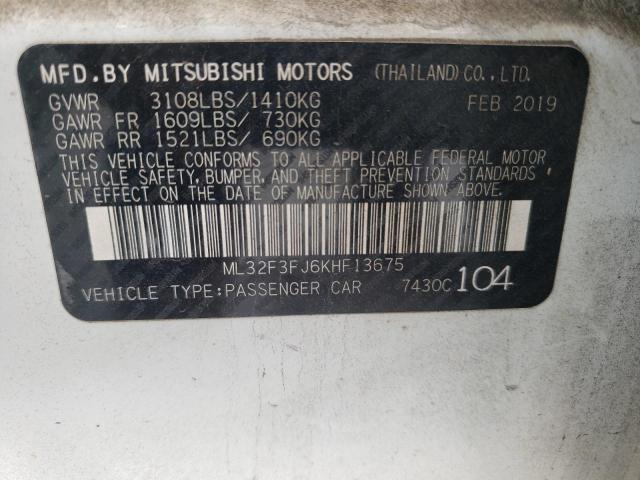 MFD.BY MITSUBISHI MOTORS (THAILAND)CO.,LTD.
GVWR 3108LBS/1410KG FEB 2019
GAWR FR 1609LBS/ 730KG
GAWR RR 1521LBS/ 690KG
THIS VEHICLE CONFORMS TO ALL APPLICABLE FEDERAL MOTOR
VEHICLE SAFETY, BUMPER, AND THEFT PREVENTION STANDARDS
IN EFFECT ON THE DATE OF MANUFACTURE SHOWN ABOVE.
ML32F3FJ6KHF13675
VEHICLE TYPE:PASSENGER CAR 7430C 104